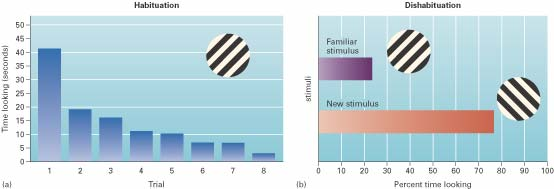 Habituation
Time looking (seconds)
50
45
40
35
30
25
20
15
10
5
0
1 2 3 4 5 6 7 8
(a)
Trial
Dishabituation
stimuli
Familiar
stimulus
New stimulus
0 10 20 30 40 50 60 70 80 90 100
(b)
Percent time looking